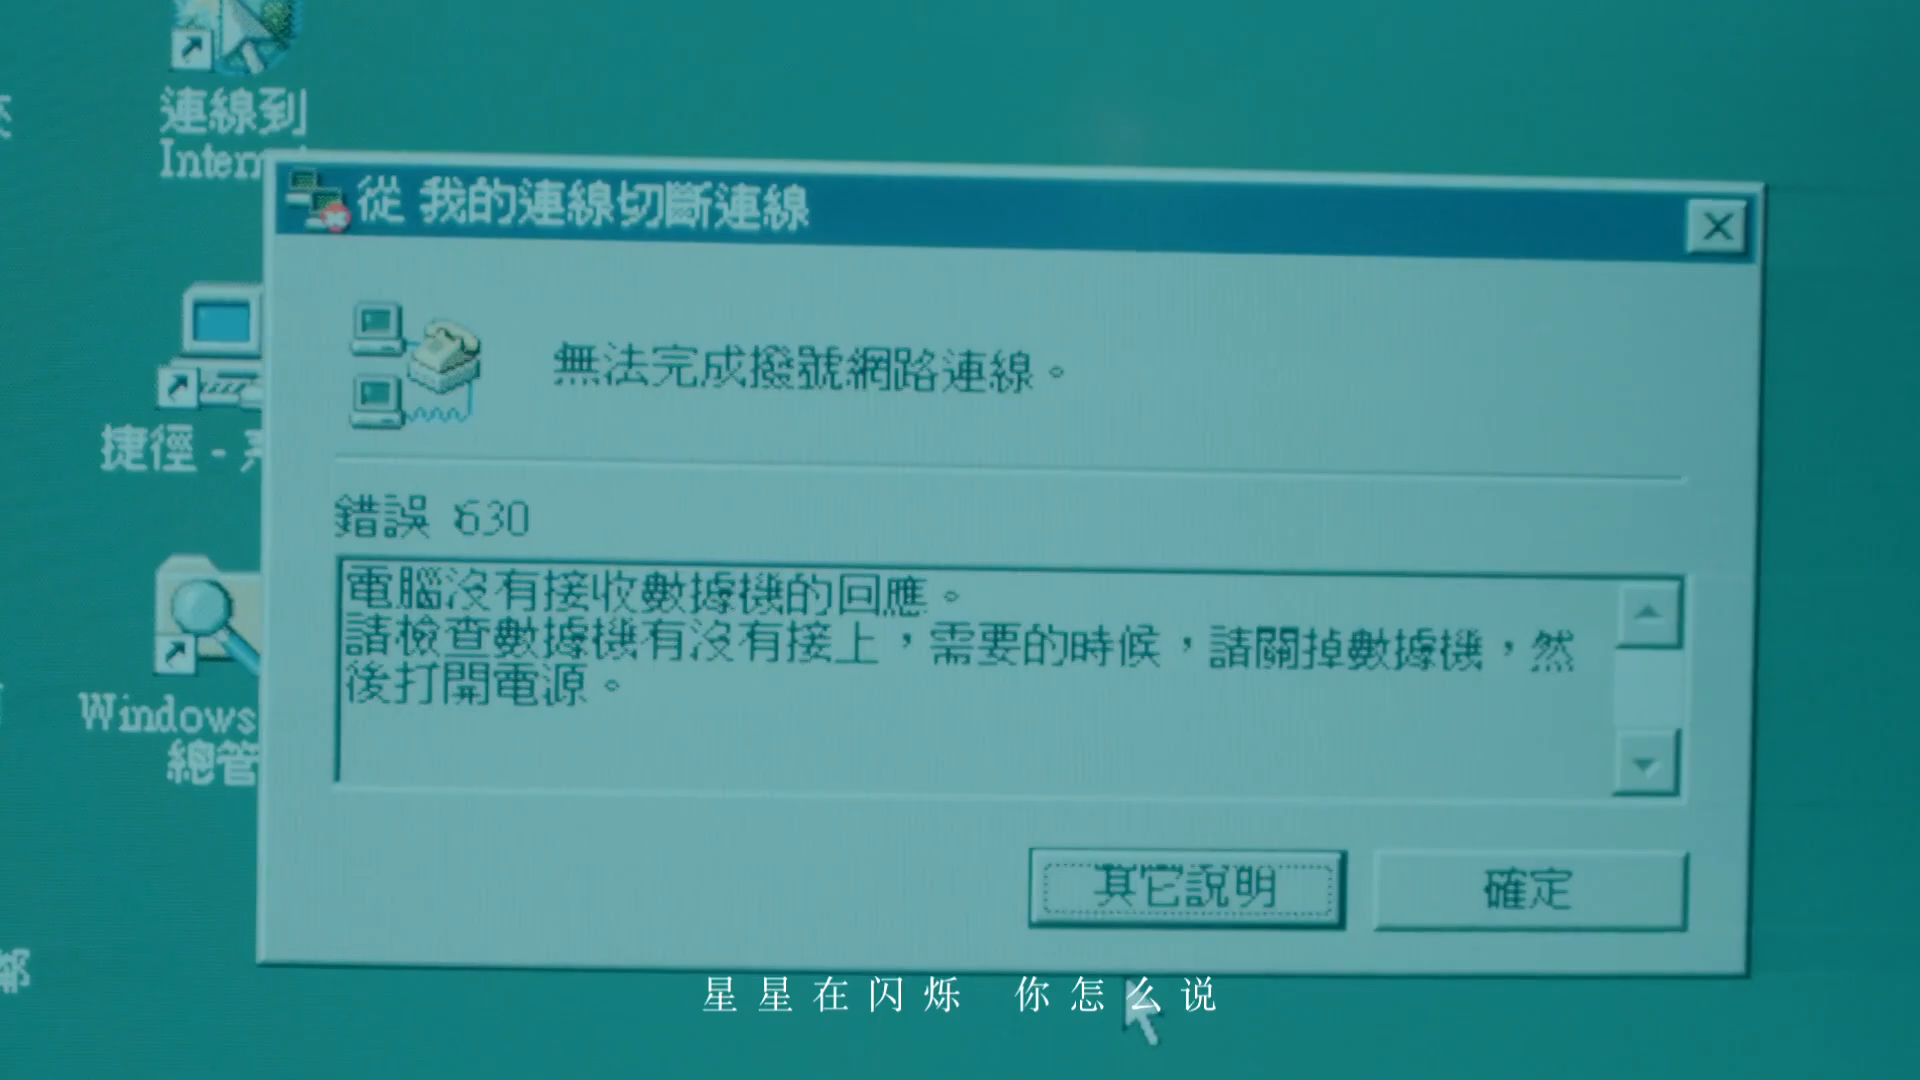 連線到
從 我的連線切斷連線
無法完成撥號網路連線。
捷徑 -
錯誤 630
電腦沒有接收數據機的回應。
請檢查數據機有沒有接上，需要的時候，請關掉數據機，然
後打開電源。
Windows
總管
其它說明
確定
星星在闪烁 你怎么说